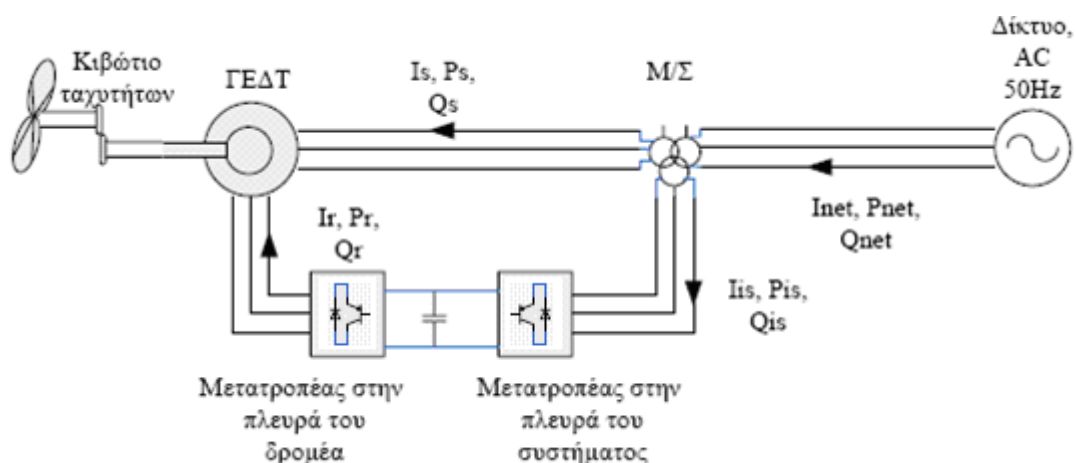 Κιβώτιο
ταχυτήτων
ΓΕΔΤ
Is, Ps,
Qs
Μ/Σ
Δίκτυο,
AC
50Hz
Ir, Pr,
Qr
Inet, Pnet,
Qnet
Iis, Pis,
Qis
Μετατροπέας στην
πλευρά του
δρομέα
Μετατροπέας στην
πλευρά του
συστήματος